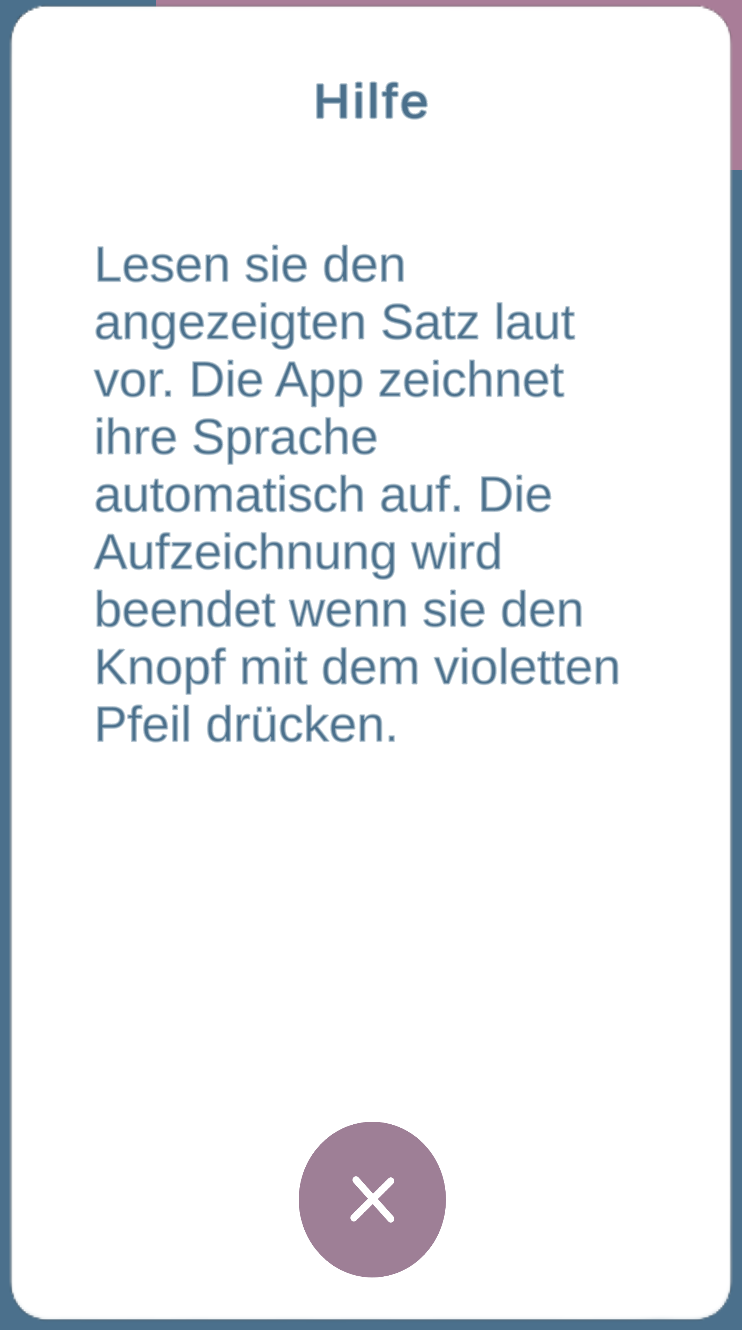 Hilfe
Lesen sie den
angezeigten Satz laut
vor. Die App zeichnet
ihre Sprache
automatisch auf. Die
Aufzeichnung wird
beendet wenn sie den
Knopf mit dem violetten
Pfeil drücken.